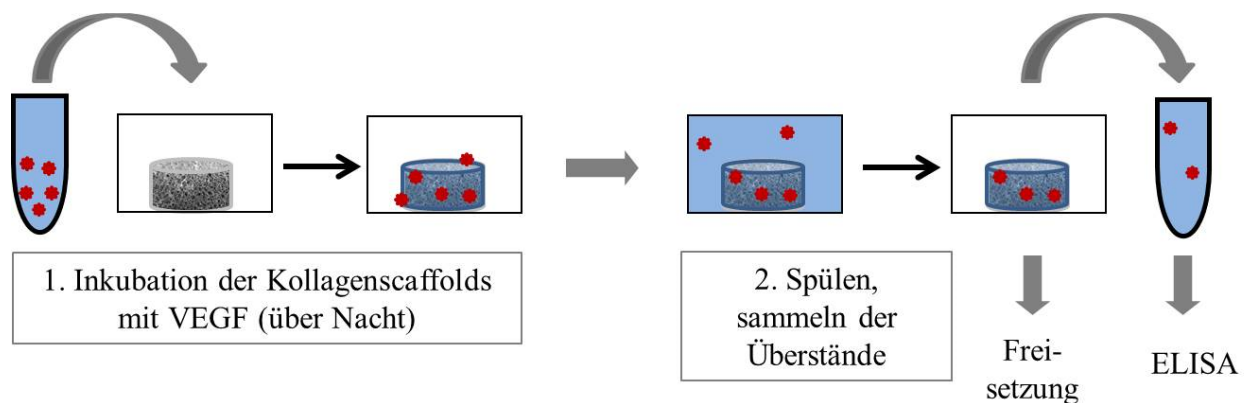 1. Inkubation der Kollagenscaffolds
mit VEGF (über Nacht)
2. Spülen,
sammeln der
Überstände
Frei-
setzung
ELISA